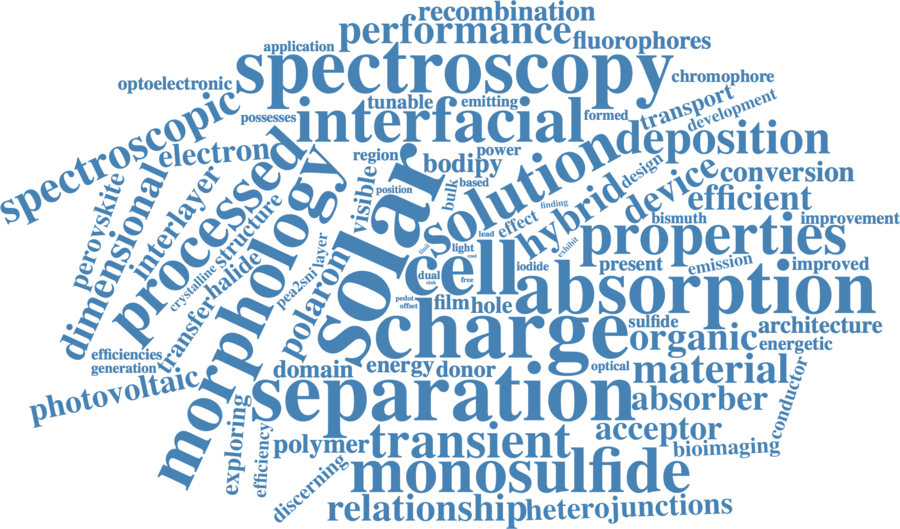 recombination
performance
application
fluorophores
spectroscopy
optoelectronic
chromophore
spectroscopic
tunable
emitting
possesses
interfacial
formed
transport
development
electron
processed
region
bodipy
power
solution
deposition
perovskite
dimensional
interlayer
structure
crystalline
halide
transfer
morphology
visible
position
solar
bulk
based
finding
effect
hybrid
design
device
conversion
efficient
bismuth
improvement
properties
lead
light
cost
exhibit
cell
dual
free
iodide
present
emission
improved
pea2sni
layer
polaron
pedot
offset
film
hole
absorption
charge
sulfide
organic
architecture
energetic
efficiencies
generation
photovoltaic
domain
energy
donor
optical
material
conductor
separation
absorber
exploring
efficiency
polymer
transient
acceptor
bioimaging
discerning
monosulfide
relationship
heterojunctions